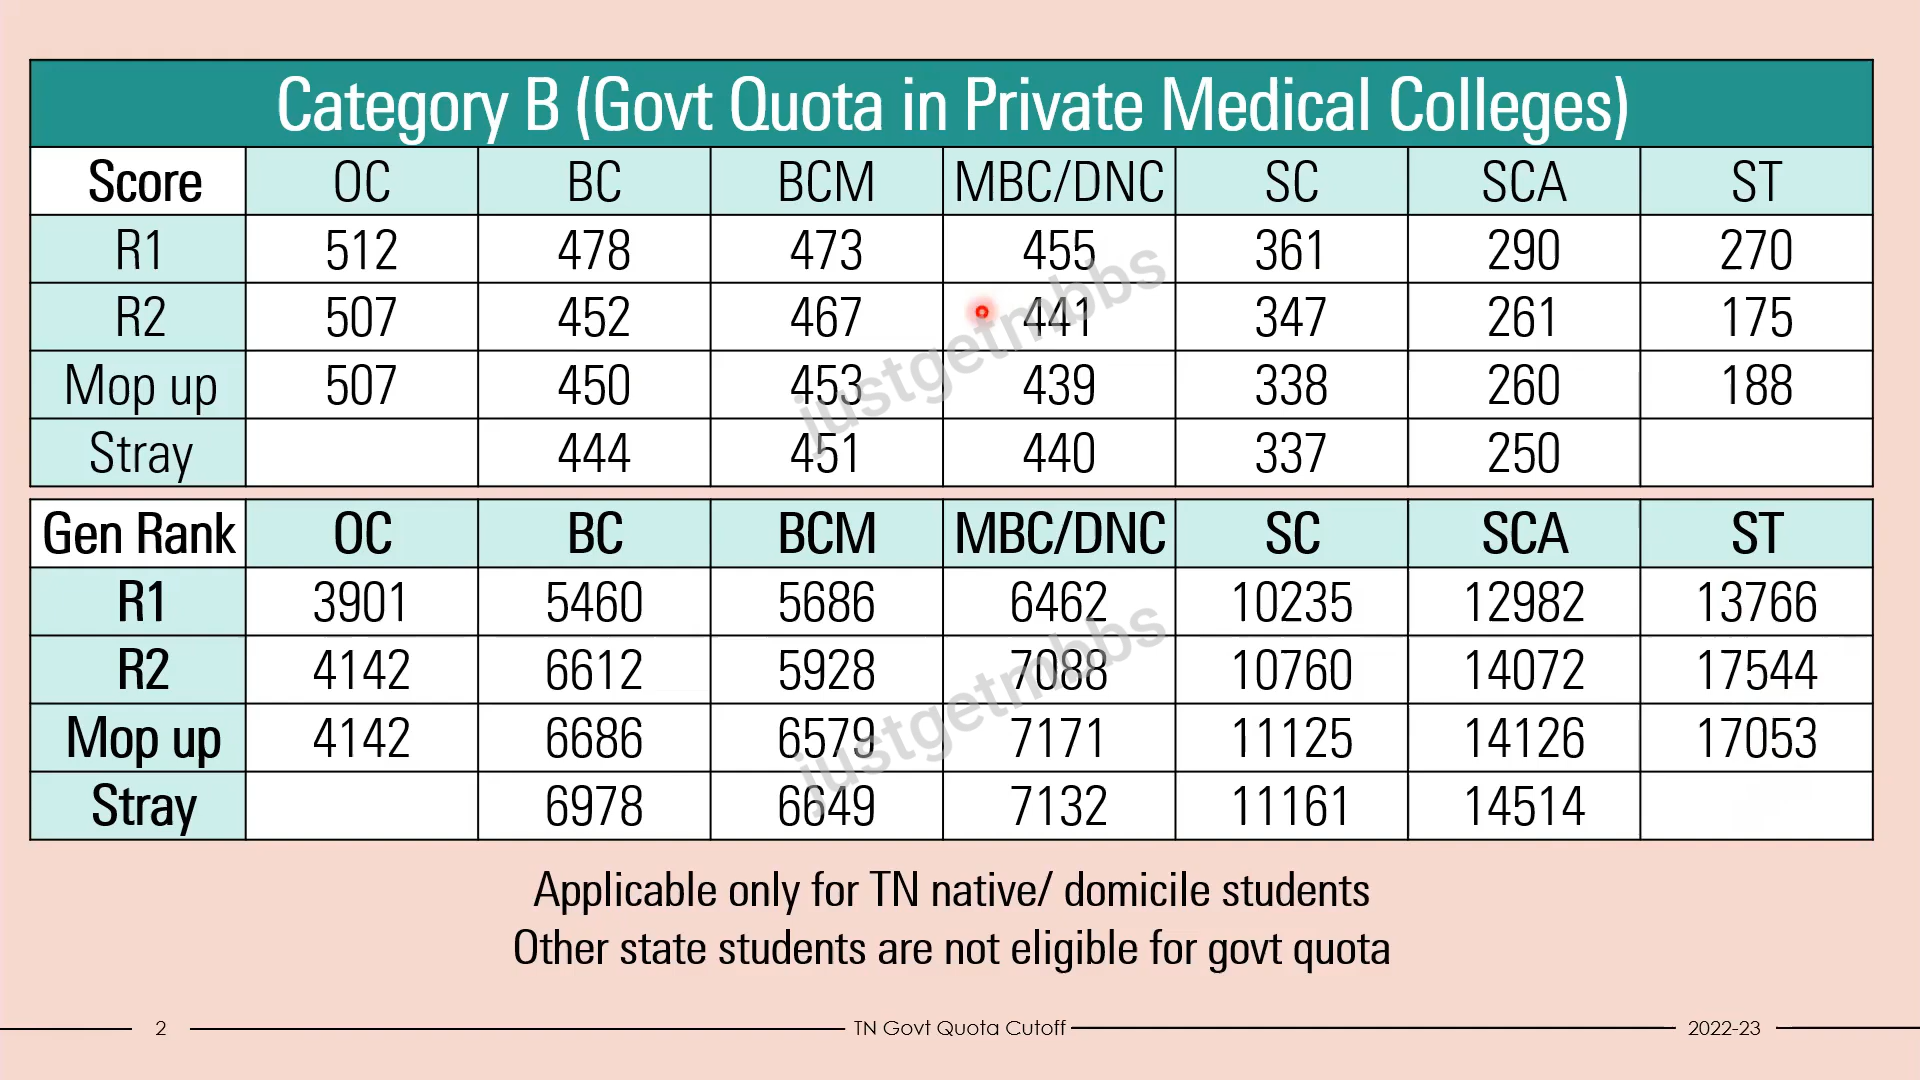 Category B (Govt Quota in Private Medical Colleges)
Score OC BC BCM MBC/DNC SC SCA ST
R1 512 478 473 455 361 290 270
R2 507 452 467 441 347 261 175
Mop up 507 450 453 439 338 260 188
Stray 444 451 440 337 250
justgetmbbs
Gen Rank OC BC BCM MBC/DNC SC SCA ST
R1 3901 5460 5686 6462 10235 12982 13766
R2 4142 6612 5928 7088 10760 14072 17544
Mop up 4142 6686 6579 7171 11125 14126 17053
Stray 6978 6649 7132 11161 14514
justgetmbbs
Applicable only for TN native/ domicile students
Other state students are not eligible for govt quota
2 TN Govt Quota Cutoff 2022-23